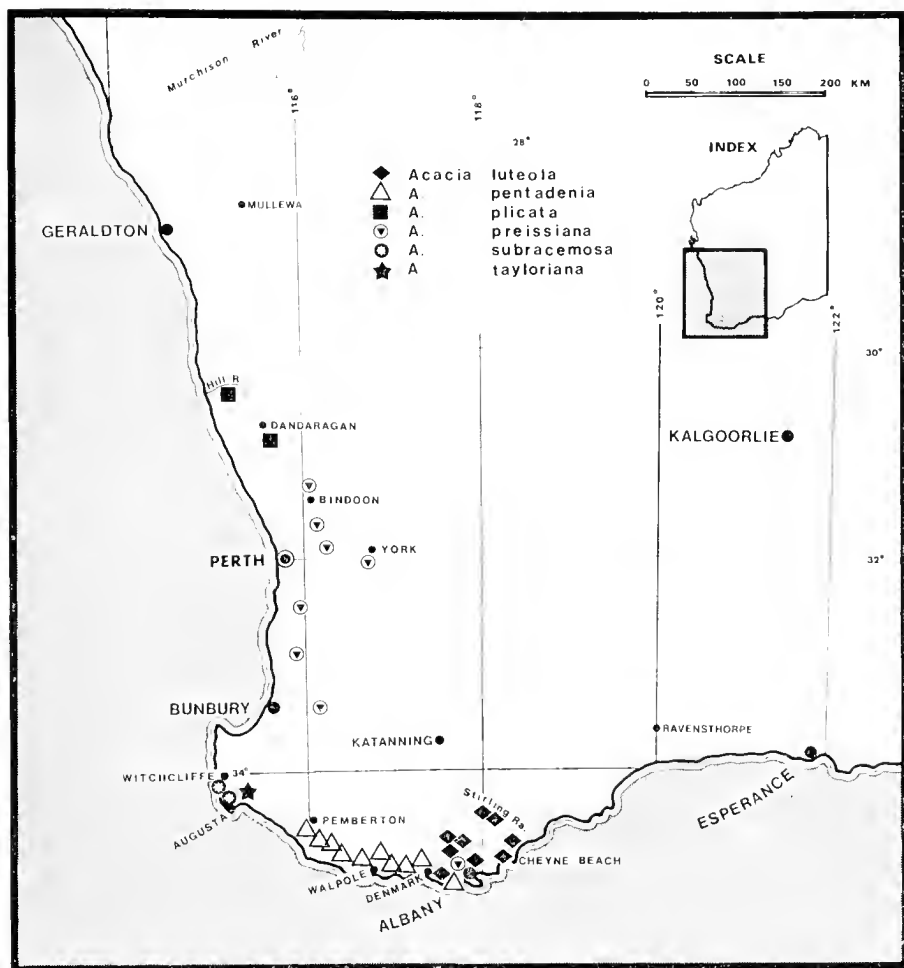 Murchison River
SCALE
0 50 100 150 200 KM
116°
118°
28°
INDEX
Acacia luteola
A. pentadenia
A. plicata
A. preissiana
A. subracemosa
A tayloriana
MULLEWA
GERALDTON
120°
122°
30°
Hill R
DANDARAGAN
KALGOORLIE
BINDOON
PERTH
YORK
32°
BUNBURY
KATANNING
RAVENSTHORPE
WITCHCLIFFE
34°
Stirling Ra.
ESPERANCE
AUGUSTA
PEMBERTON
CHEYNE BEACH
WALPOLE
DENMARK
ALBANY